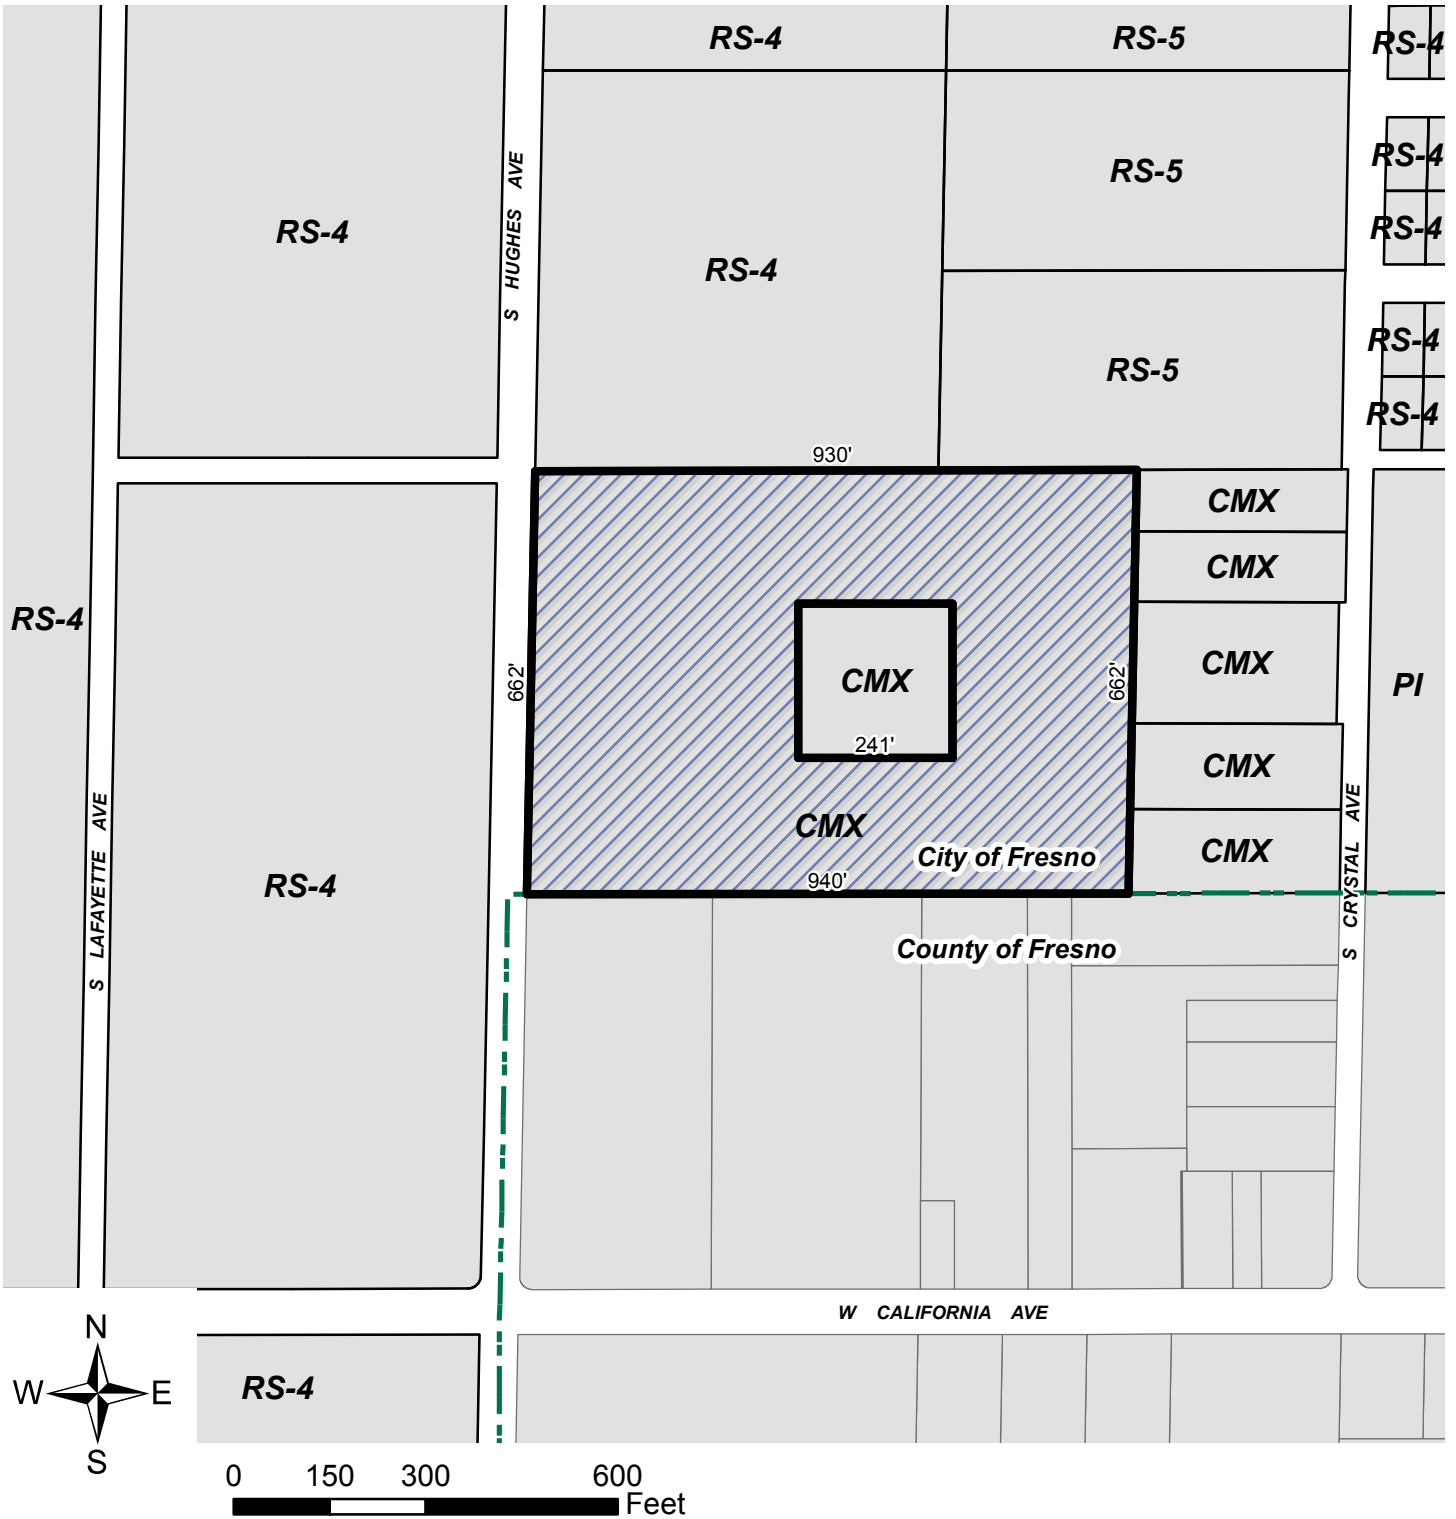 RS-4
RS-5
RS-4
RS-4
RS-5
RS-4
RS-4
S HUGHES AVE
RS-4
RS-4
RS-5
RS-4
930'
CMX
CMX
RS-4
662'
CMX
662'
CMX
PI
241'
CMX
CMX
CMX
City of Fresno
940'
RS-4
S LAFAYETTE AVE
S CRYSTAL AVE
County of Fresno
W CALIFORNIA AVE
N
W
E
S
RS-4
0 150 300 600
Feet